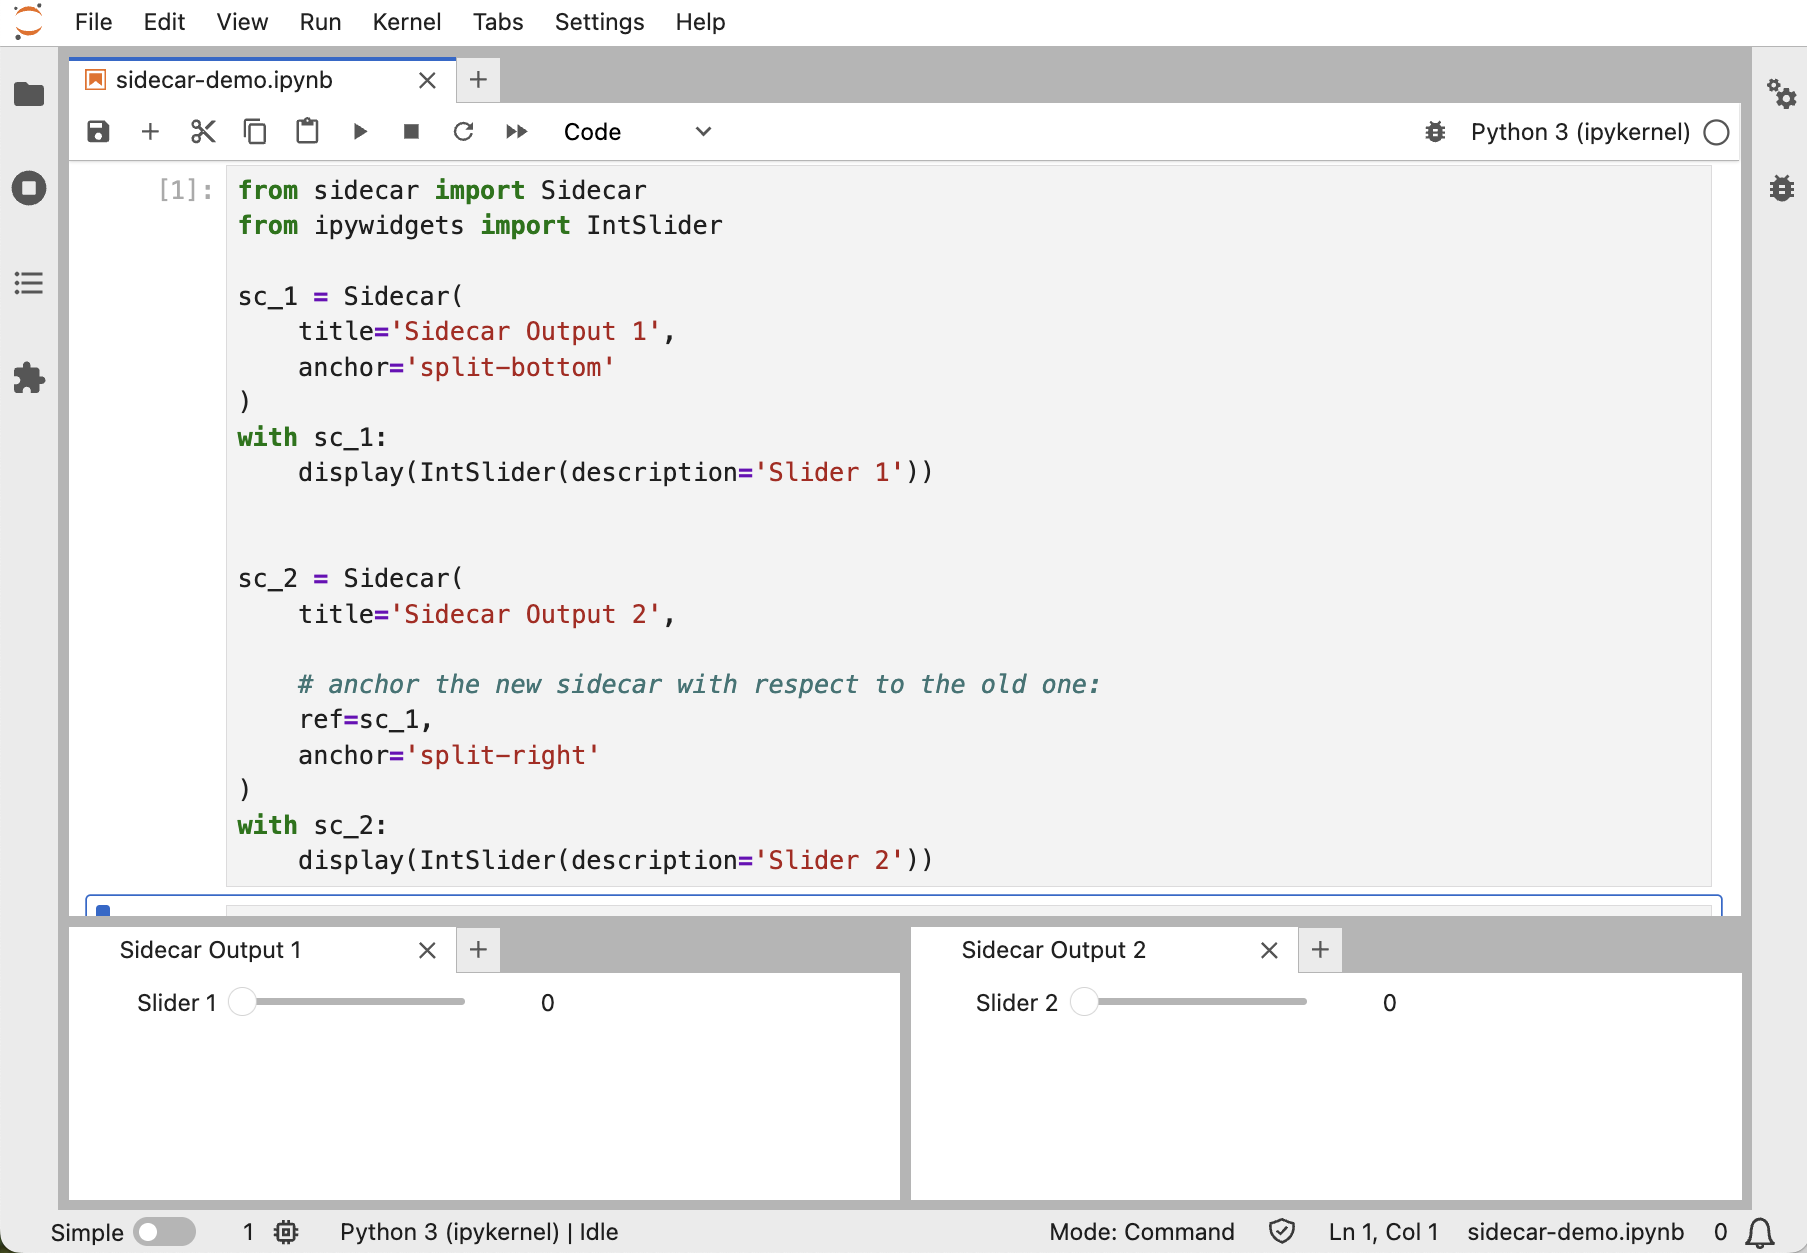 File Edit View Run Kernel Tabs Settings Help
sidecar-demo.ipynb
Code
Python 3 (ipykernel)
[1]:
from sidecar import Sidecar
from ipywidgets import IntSlider

sc_1 = Sidecar(
    title='Sidecar Output 1',
    anchor='split-bottom'
)
with sc_1:
    display(IntSlider(description='Slider 1'))

sc_2 = Sidecar(
    title='Sidecar Output 2',

    # anchor the new sidecar with respect to the old one:
    ref=sc_1,
    anchor='split-right'
)
with sc_2:
    display(IntSlider(description='Slider 2'))
Sidecar Output 1
Slider 1 0
Sidecar Output 2
Slider 2 0
Simple 1 Python 3 (ipykernel) | Idle Mode: Command Ln 1, Col 1 sidecar-demo.ipynb 0